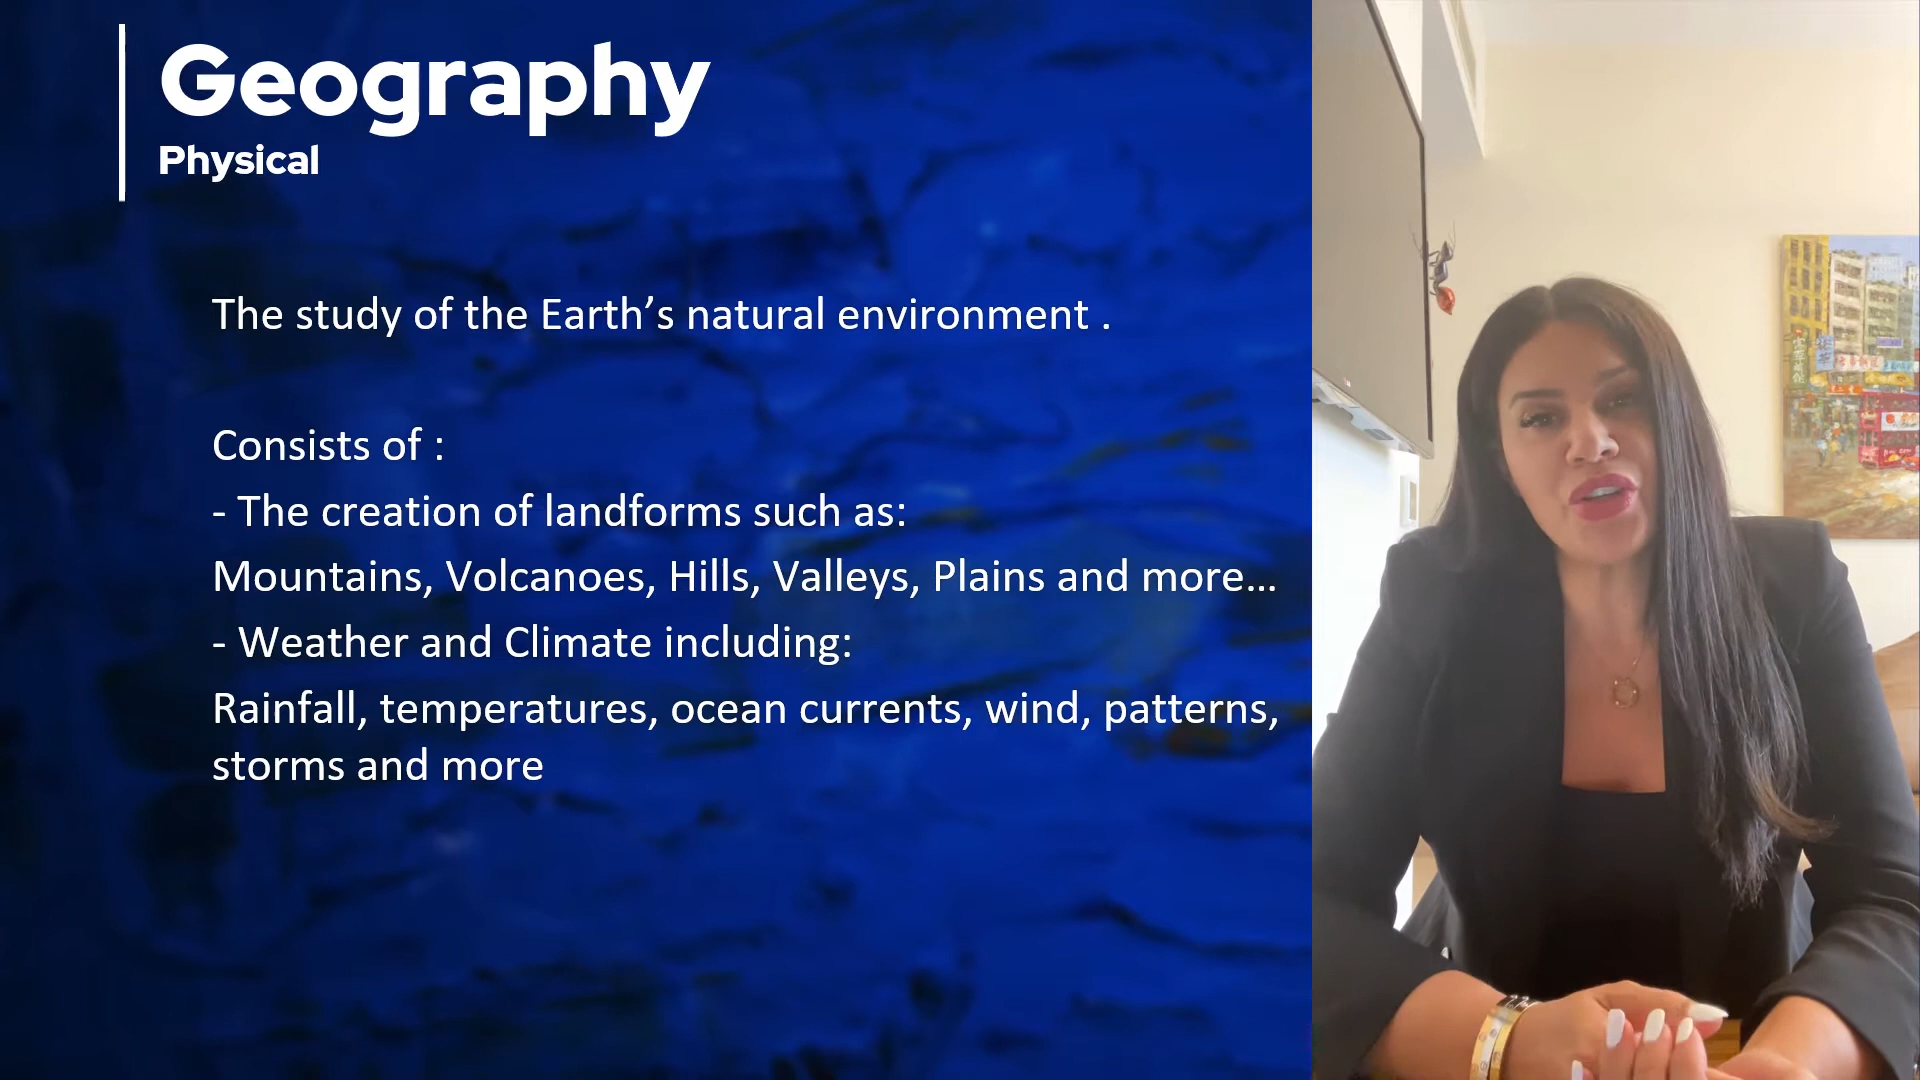 Geography
Physical
The study of the Earth’s natural environment .
Consists of :
- The creation of landforms such as:
Mountains, Volcanoes, Hills, Valleys, Plains and more...
- Weather and Climate including:
Rainfall, temperatures, ocean currents, wind, patterns,
storms and more